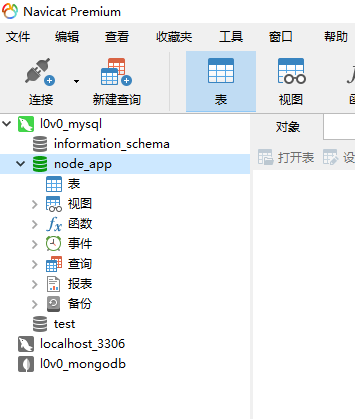 Navicat Premium
文件 编辑 查看 收藏夹 工具 窗口 帮助
连接 新建查询 表 视图
l0v0_mysql 对象
information_schema
node_app 打开表
表
视图
函数
事件
查询
报表
备份
test
localhost_3306
l0v0_mongodb